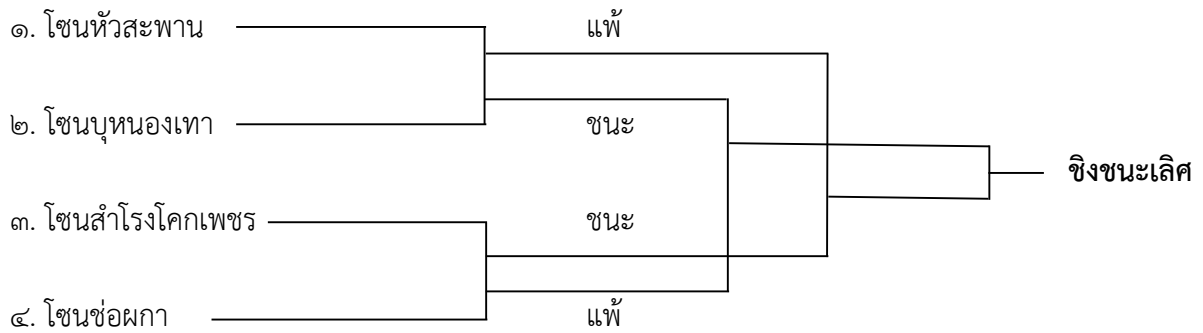 ๑. โซนหัวสะพาน แพ้
๒. โซนบุหนองเทา ชนะ
ชิงชนะเลิศ
๓. โซนสำโรงโคกเพชร ชนะ
๔. โซนช่อผกา แพ้